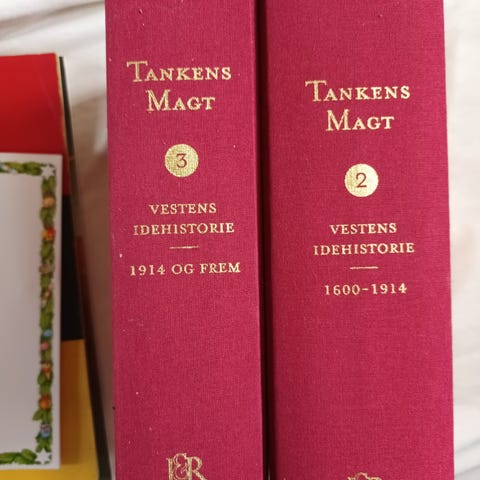 TANKENS
MAGT
3
VESTENS
IDEHISTORIE
1914 OG FREM
TANKENS
MAGT
2
VESTENS
IDEHISTORIE
1600-1914